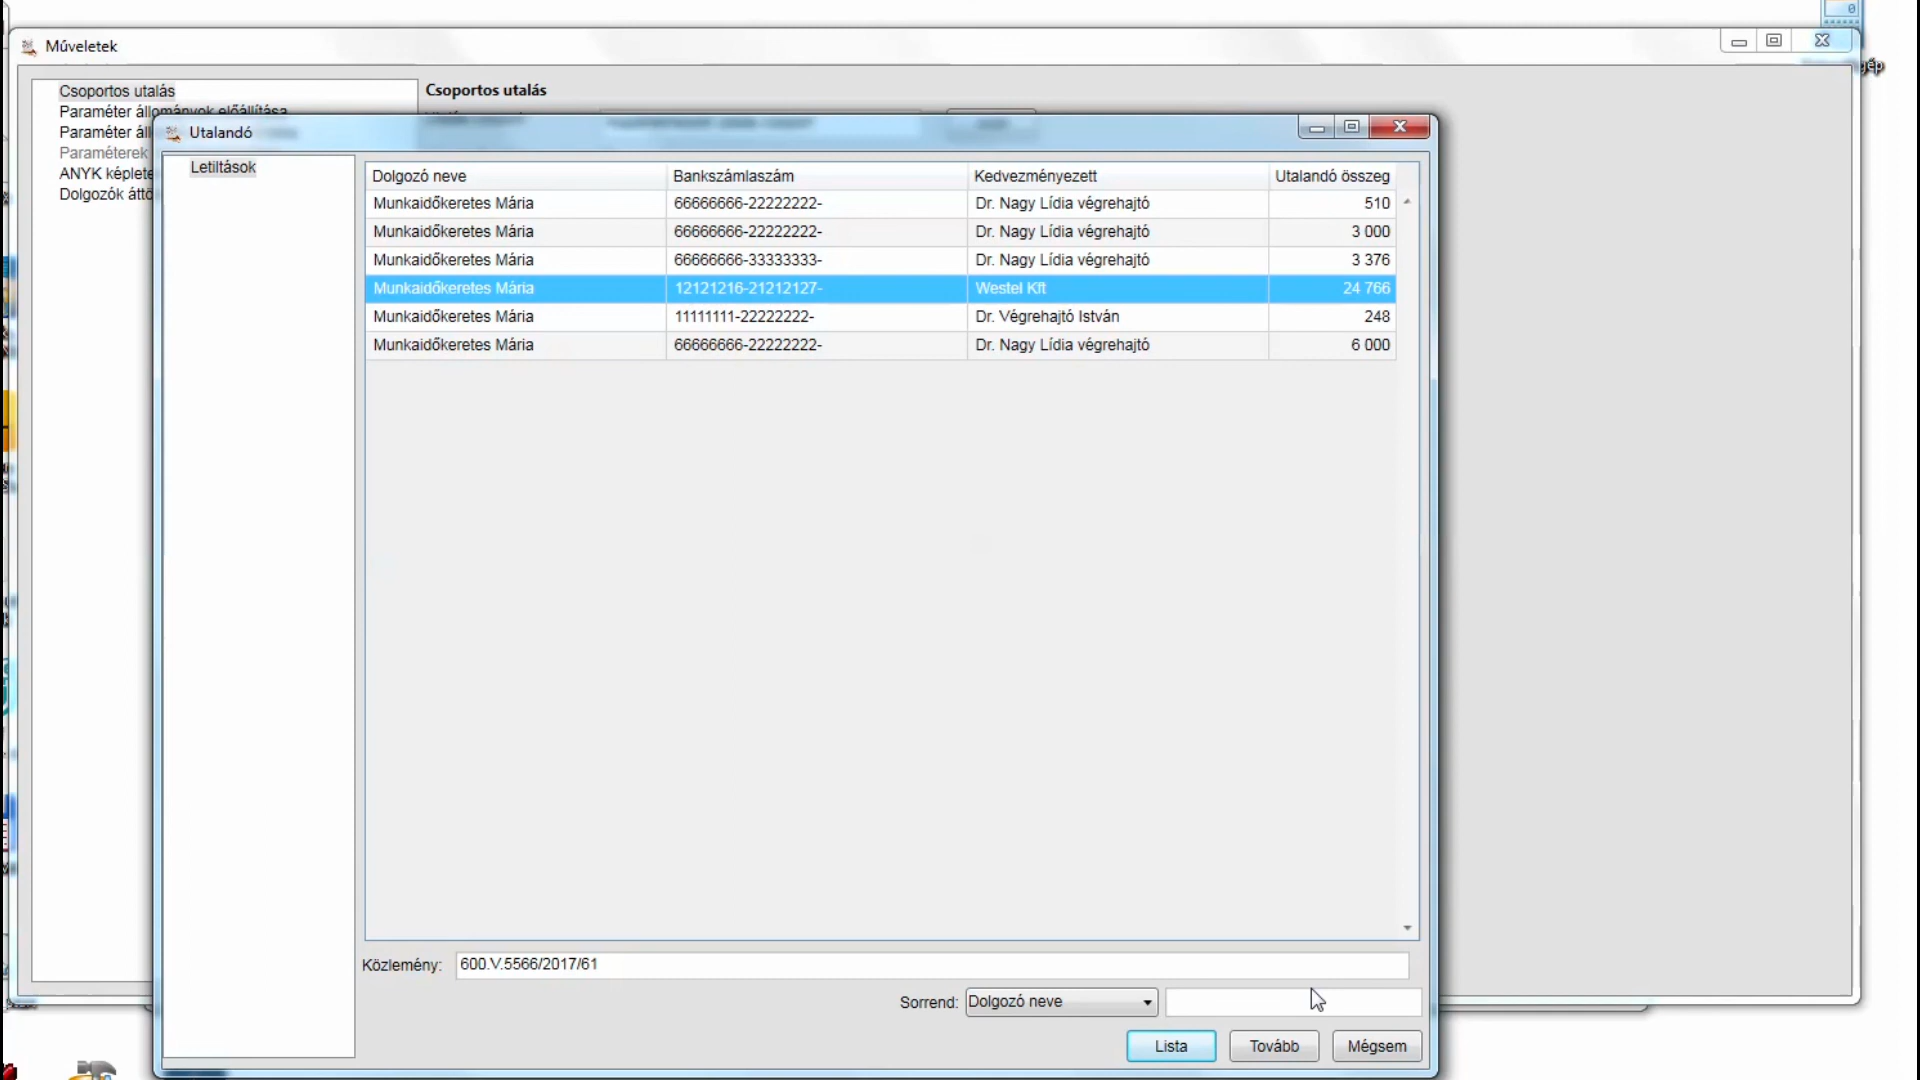 Műveletek
Csoportos utalás
Paraméter állományok előállítása
Paraméter
Paraméterek
ANYK
Dolgozók
Csoportos utalás
Utalandó
Letiltások
Dolgozó neve Bankszámlaszám Kedvezményezett Utalandó összeg
Munkaidőkeretes Mária 66666666-22222222- Dr. Nagy Lídia végrehajtó 510
Munkaidőkeretes Mária 66666666-22222222- Dr. Nagy Lídia végrehajtó 3 000
Munkaidőkeretes Mária 66666666-33333333- Dr. Nagy Lídia végrehajtó 3 376
Munkaidőkeretes Mária 12121216-21212127- Westel Kft 24 766
Munkaidőkeretes Mária 11111111-22222222- Dr. Végrehajtó István 248
Munkaidőkeretes Mária 66666666-22222222- Dr. Nagy Lídia végrehajtó 6 000
Közlemény: 600.V.5566/2017/61
Sorrend: Dolgozó neve
Lista Tovább Mégsem